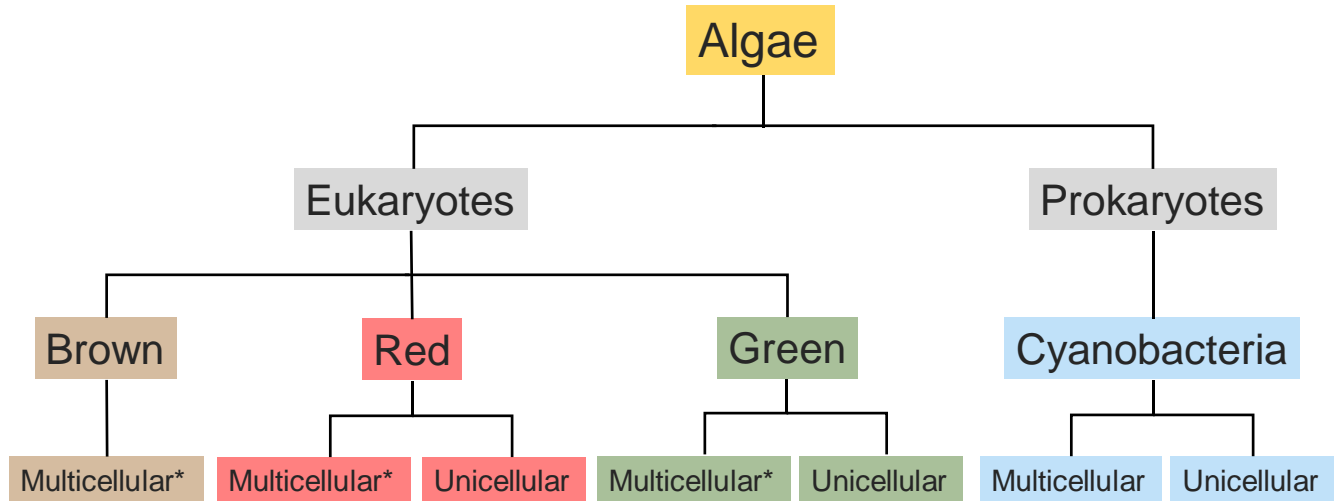 Algae
Eukaryotes
Prokaryotes
Brown
Red
Green
Cyanobacteria
Multicellular*
Multicellular*
Unicellular
Multicellular*
Unicellular
Multicellular
Unicellular